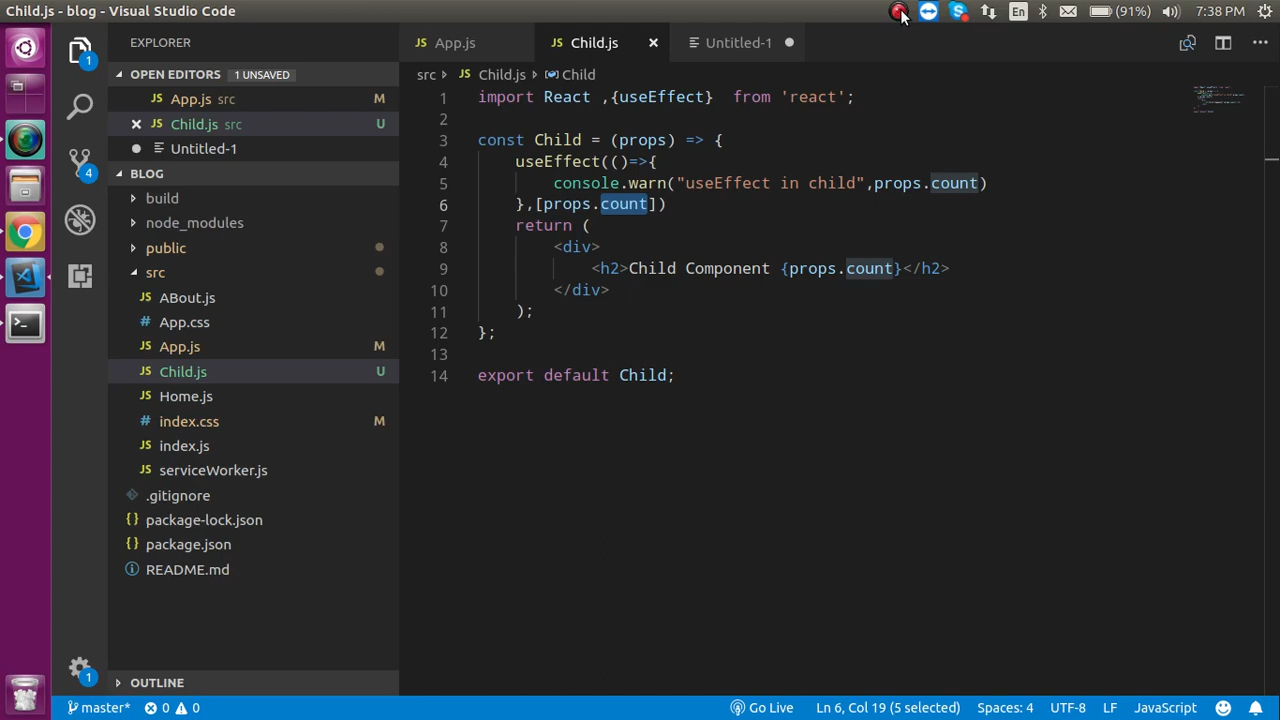 Child.js - blog - Visual Studio Code
En
(91%)
7:38 PM
1
4
1
EXPLORER
OPEN EDITORS 1 UNSAVED
JS App.js src M
JS Child.js src U
Untitled-1
BLOG
build
node_modules
public
src
JS ABout.js
# App.css
JS App.js M
JS Child.js U
JS Home.js
# index.css M
JS index.js
JS serviceWorker.js
.gitignore
{} package-lock.json
{} package.json
README.md
OUTLINE
JS App.js
JS Child.js
Untitled-1
src JS Child.js Child
1 import React ,{useEffect}  from 'react';
2
3 const Child = (props) => {
4 useEffect(()=>{
5 console.warn("useEffect in child",props.count)
6 },[props.count])
7 return (
8 <div>
9 <h2>Child Component {props.count}</h2>
10 </div>
11 );
12 };
13
14 export default Child;
master* 0 0
Go Live
Ln 6, Col 19 (5 selected)
Spaces: 4
UTF-8
LF
JavaScript